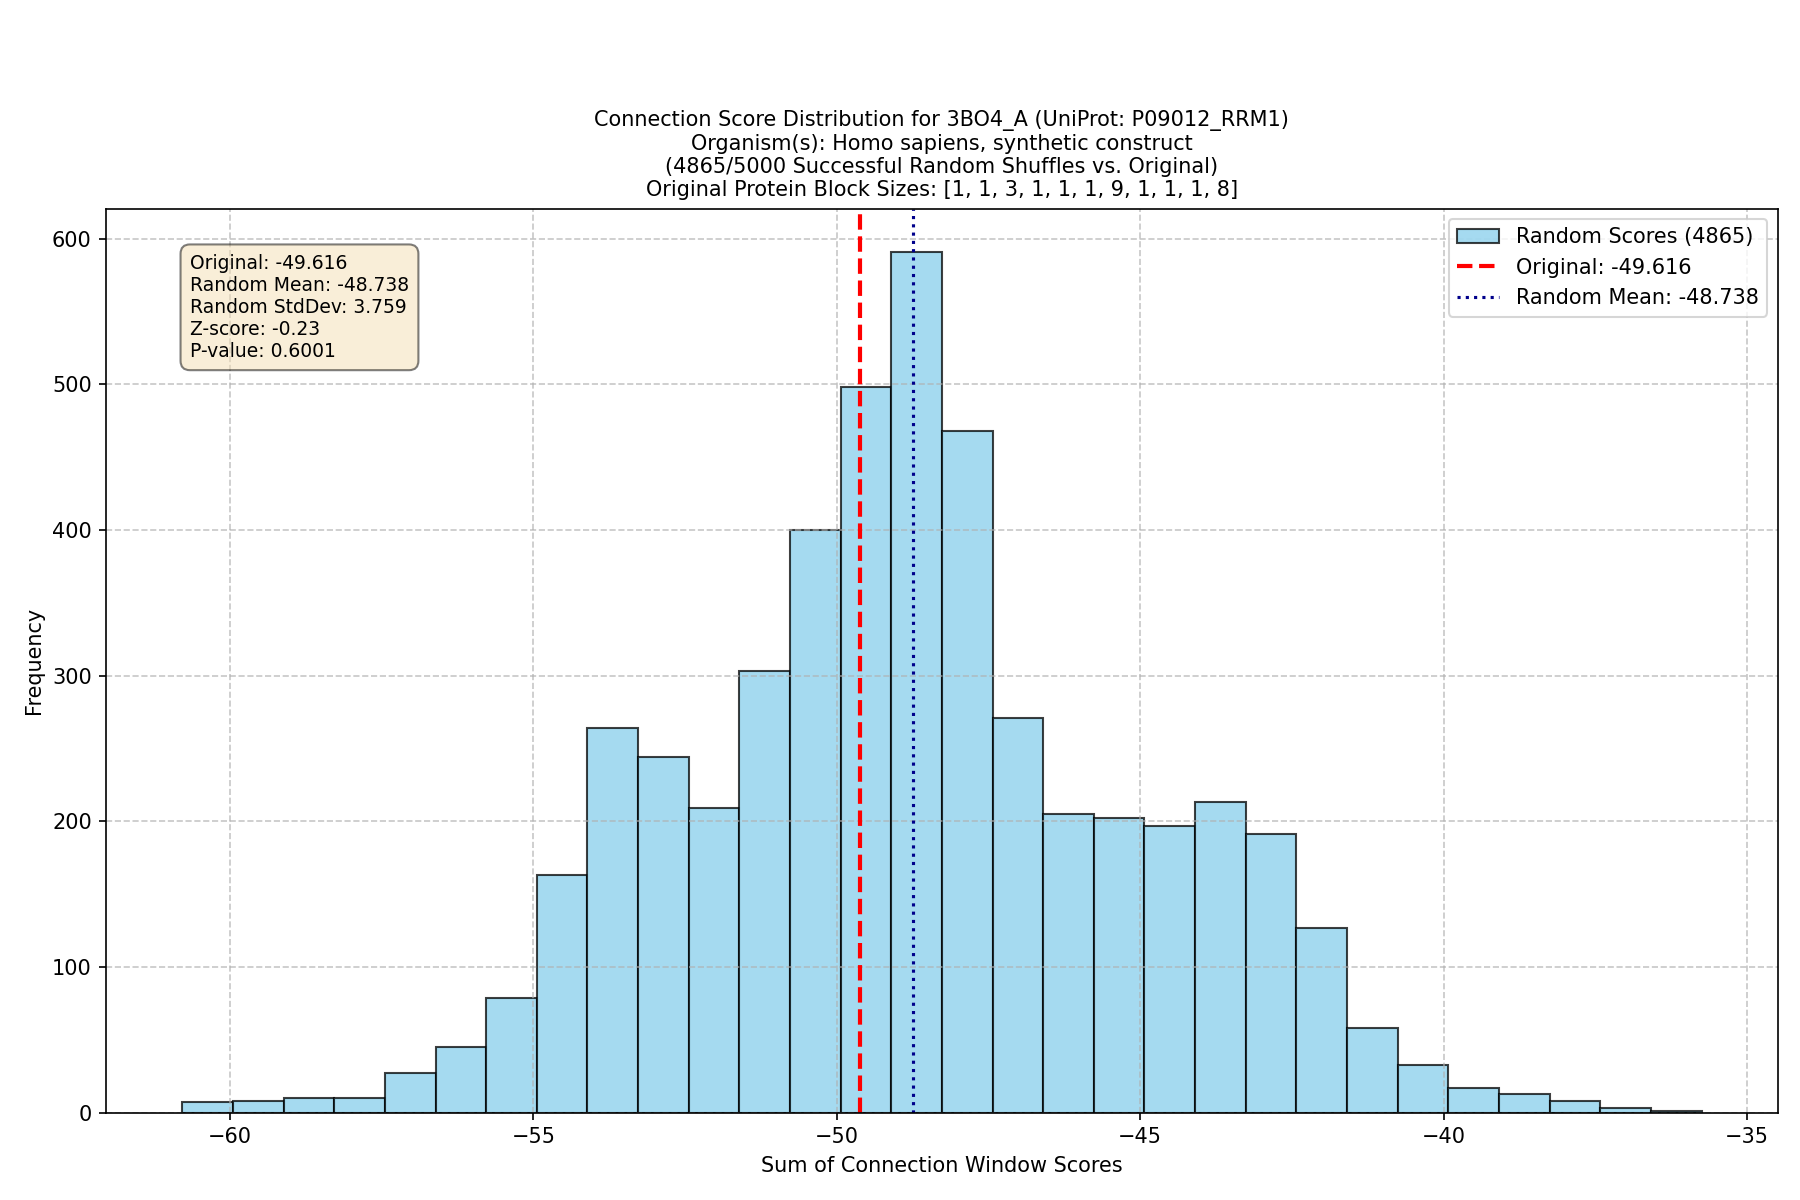 Connection Score Distribution for 3BO4_A (UniProt: P09012_RRM1)
Organism(s): Homo sapiens, synthetic construct
(4865/5000 Successful Random Shuffles vs. Original)
Original Protein Block Sizes: [1, 1, 3, 1, 1, 1, 9, 1, 1, 1, 8]
Original: -49.616
Random Mean: -48.738
Random StdDev: 3.759
Z-score: -0.23
P-value: 0.6001
Random Scores (4865)
Original: -49.616
Random Mean: -48.738
Frequency
600
500
400
300
200
100
0
−60 −55 −50 −45 −40 −35
Sum of Connection Window Scores